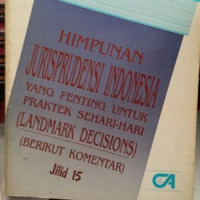 HIMPUNAN
JURISPRUDENSI INDONESIA
YANG PENTING UNTUK
PRAKTEK SEHARI-HARI
(LANDMARK DECISIONS)
(BERIKUT KOMENTAR)
Jilid 15
CA